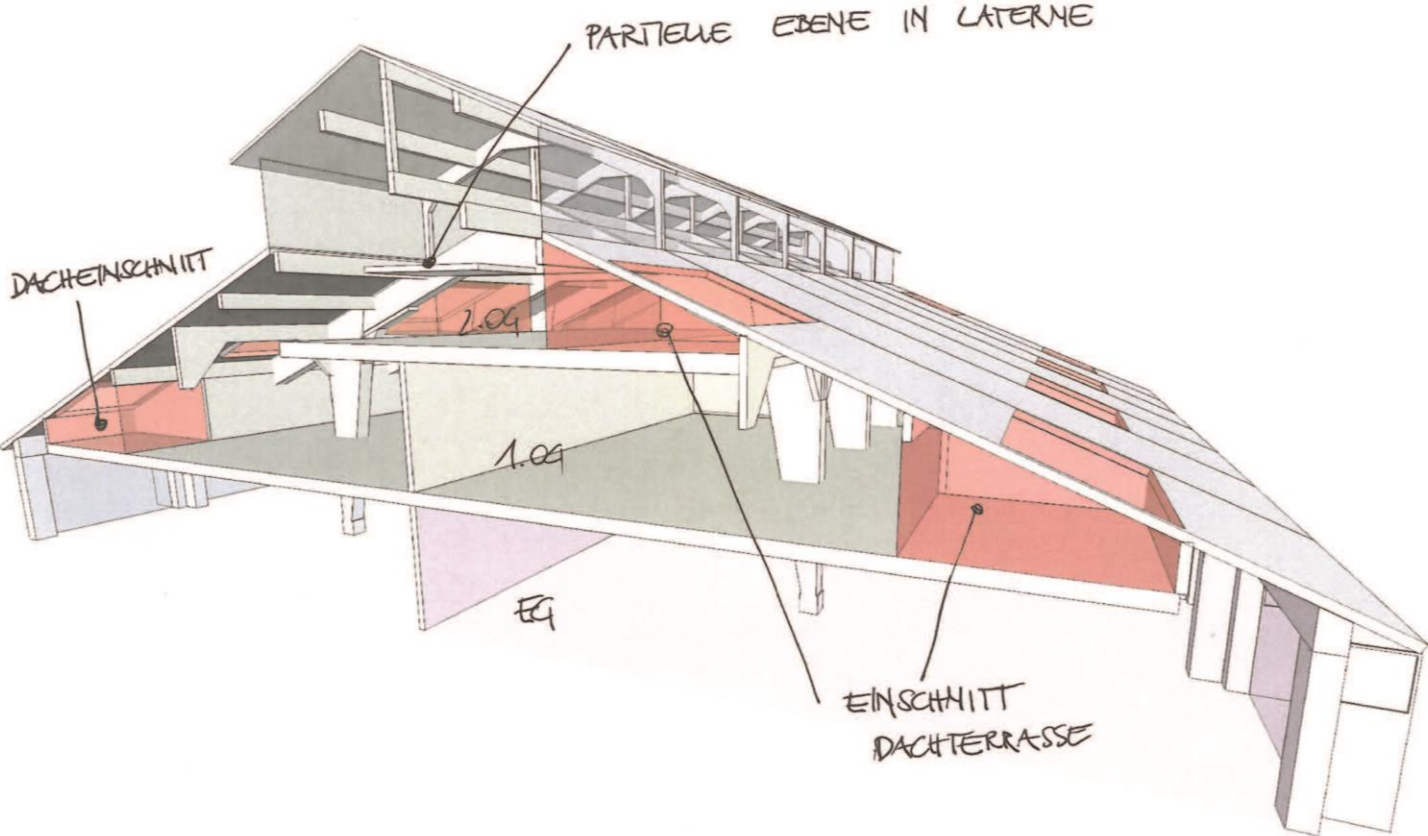 PARTIELLE EBENE IN LATERNE
DACHEINSCHNITT
2.OG
1.OG
EG
EINSCHNITT
DACHTERRASSE